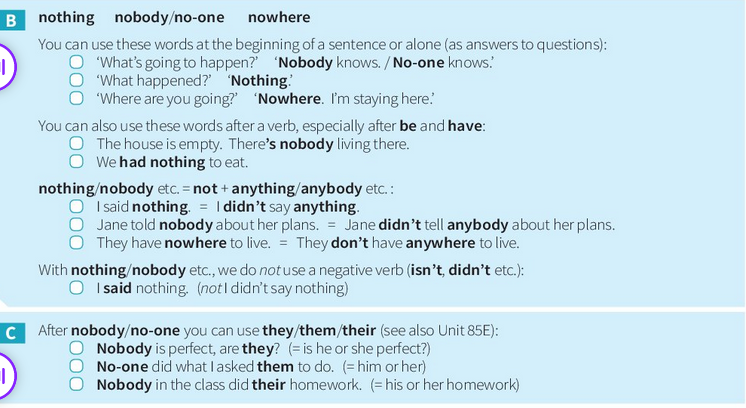 B nothing nobody/no-one nowhere
You can use these words at the beginning of a sentence or alone (as answers to questions):
‘What’s going to happen?’ ‘Nobody knows. / No-one knows.’
‘What happened?’ ‘Nothing.’
‘Where are you going?’ ‘Nowhere. I’m staying here.’
You can also use these words after a verb, especially after be and have:
The house is empty. There’s nobody living there.
We had nothing to eat.
nothing/nobody etc. = not + anything/anybody etc. :
I said nothing. = I didn’t say anything.
Jane told nobody about her plans. = Jane didn’t tell anybody about her plans.
They have nowhere to live. = They don’t have anywhere to live.
With nothing/nobody etc., we do not use a negative verb (isn’t, didn’t etc.):
I said nothing. (not I didn’t say nothing)
C After nobody/no-one you can use they/them/their (see also Unit 85E):
Nobody is perfect, are they? (= is he or she perfect?)
No-one did what I asked them to do. (= him or her)
Nobody in the class did their homework. (= his or her homework)